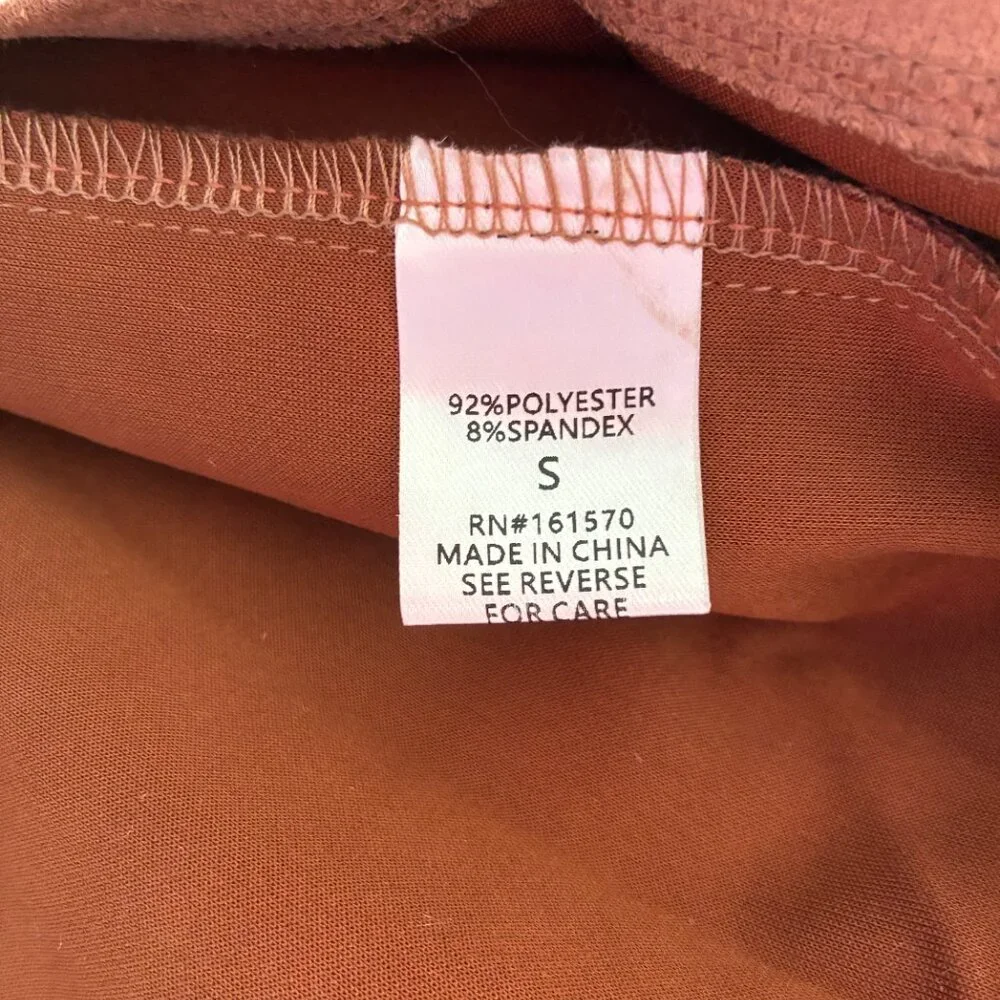 92%POLYESTER
8%SPANDEX
S
RN#161570
MADE IN CHINA
SEE REVERSE
FOR CARE